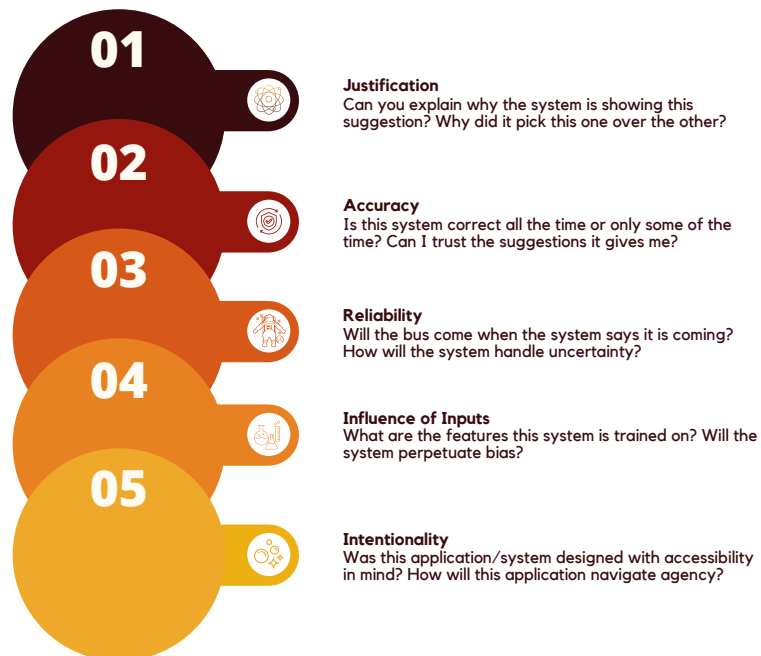 01
Justification
Can you explain why the system is showing this
suggestion? Why did it pick this one over the other?
02
Accuracy
Is this system correct all the time or only some of the
time? Can I trust the suggestions it gives me?
03
Reliability
Will the bus come when the system says it is coming?
How will the system handle uncertainty?
04
Influence of Inputs
What are the features this system is trained on? Will the
system perpetuate bias?
05
Intentionality
Was this application/system designed with accessibility
in mind? How will this application navigate agency?